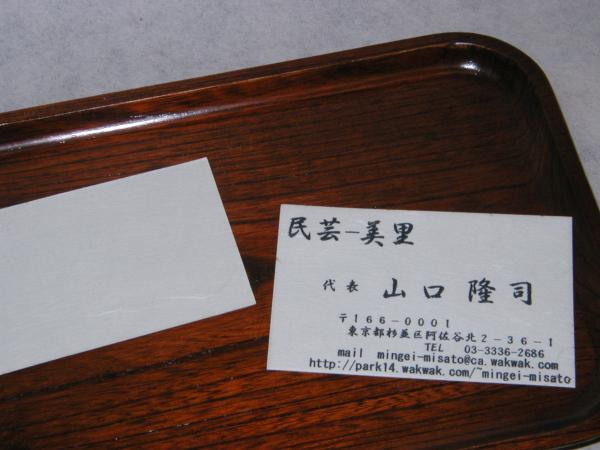 民芸－美里
代表 山口隆司
〒１６６－０００１
東京都杉並区阿佐谷北２－３６－１
TEL 03-3336-2686
mail mingei-misato@ca.wakwak.com
http://park14.wakwak.com/~mingei-misato